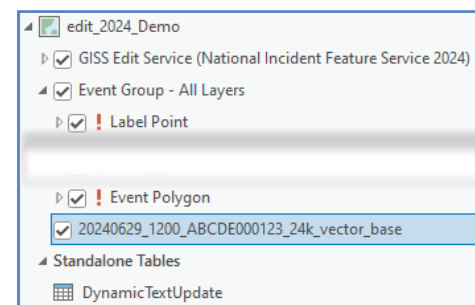 edit_2024_Demo
GISS Edit Service (National Incident Feature Service 2024)
Event Group - All Layers
! Label Point
! Event Polygon
20240629_1200_ABCDE000123_24k_vector_base
Standalone Tables
DynamicTextUpdate